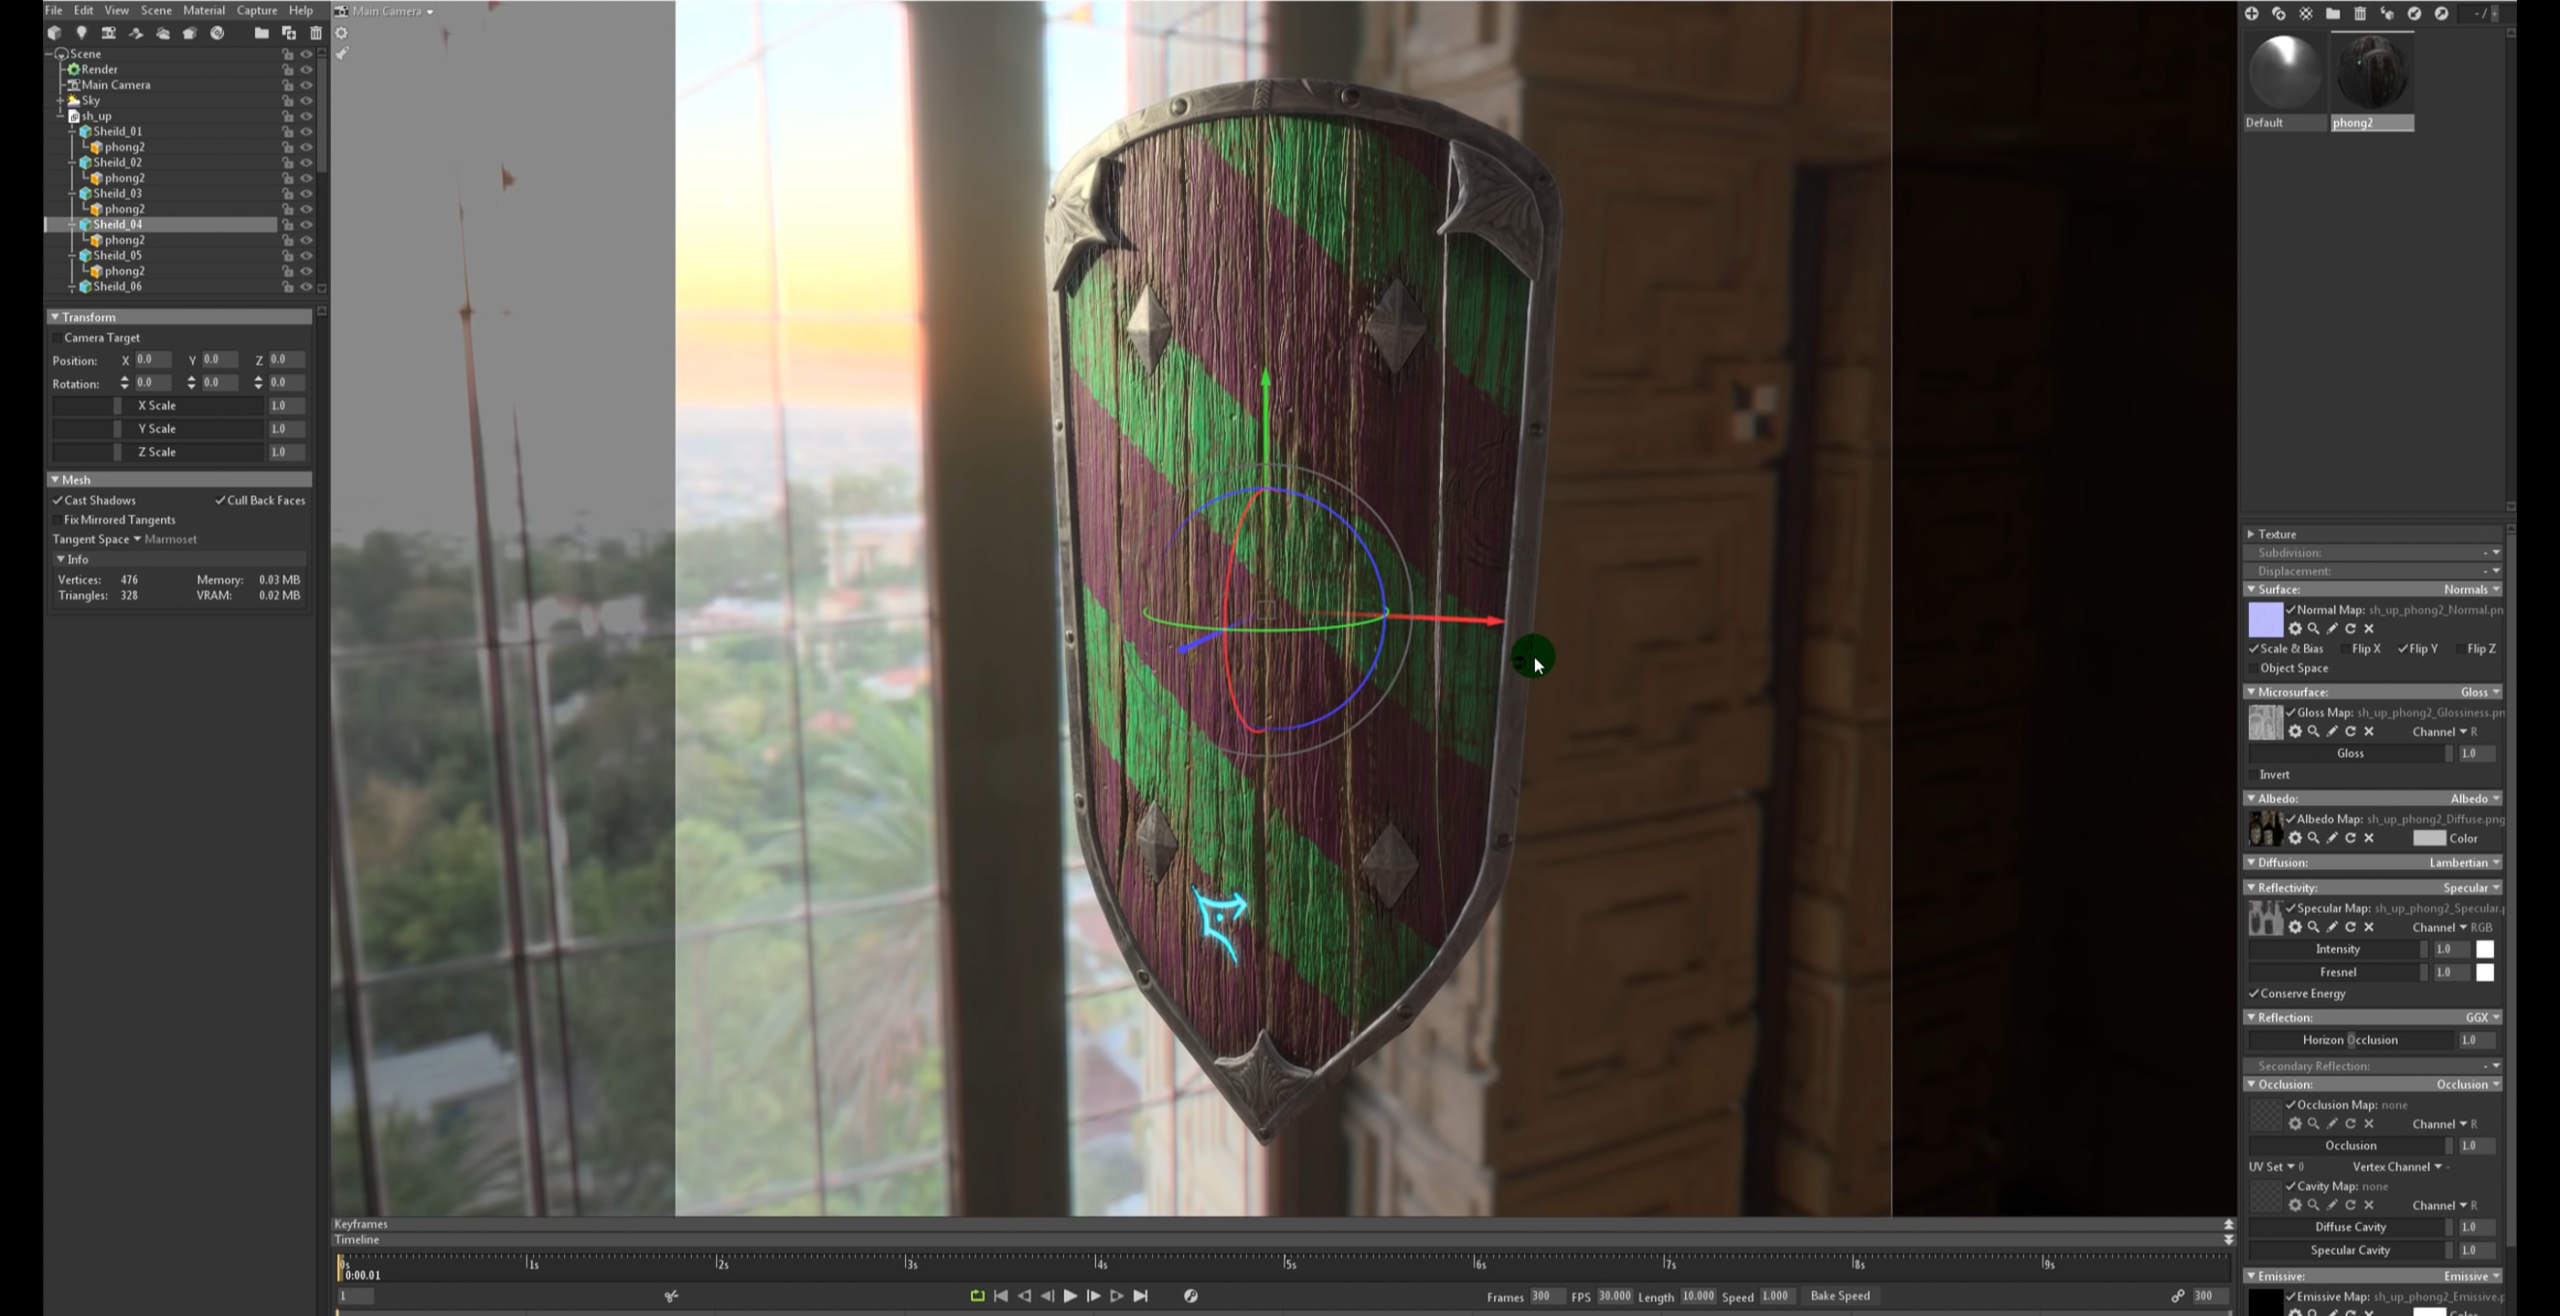 File Edit View Scene Material Capture Help
Main Camera
Scene
Render
Main Camera
Sky
sh_up
Sheild_01
phong2
Sheild_02
phong2
Sheild_03
phong2
Sheild_04
phong2
Sheild_05
phong2
Sheild_06
Transform
Camera Target
Position: X 0.0 Y 0.0 Z 0.0
Rotation: 0.0 0.0 0.0
X Scale 1.0
Y Scale 1.0
Z Scale 1.0
Mesh
Cast Shadows Cull Back Faces
Fix Mirrored Tangents
Tangent Space Marmoset
Info
Vertices: 476 Memory: 0.03 MB
Triangles: 328 VRAM: 0.02 MB
Keyframes
Timeline
0s 1s 2s 3s 4s 5s 6s 7s 8s 9s
0:00.01
1 Frames 300 FPS 30.000 Length 10.000 Speed 1.000 Bake Speed 300
- /
Default phong2
Texture
Subdivision: -
Displacement: -
Surface: Normals
Normal Map: sh_up_phong2_Normal.pn
Scale & Bias Flip X Flip Y Flip Z
Object Space
Microsurface: Gloss
Gloss Map: sh_up_phong2_Glossiness.pn
Channel R
Gloss 1.0
Invert
Albedo: Albedo
Albedo Map: sh_up_phong2_Diffuse.png
Color
Diffusion: Lambertian
Reflectivity: Specular
Specular Map: sh_up_phong2_Specular.p
Channel RGB
Intensity 1.0
Fresnel 1.0
Conserve Energy
Reflection: GGX
Horizon Occlusion 1.0
Secondary Reflection: -
Occlusion: Occlusion
Occlusion Map: none
Channel R
Occlusion 1.0
UV Set 0 Vertex Channel -
Cavity Map: none
Channel R
Diffuse Cavity 1.0
Specular Cavity 1.0
Emissive: Emissive
Emissive Map: sh_up_phong2_Emissive.p